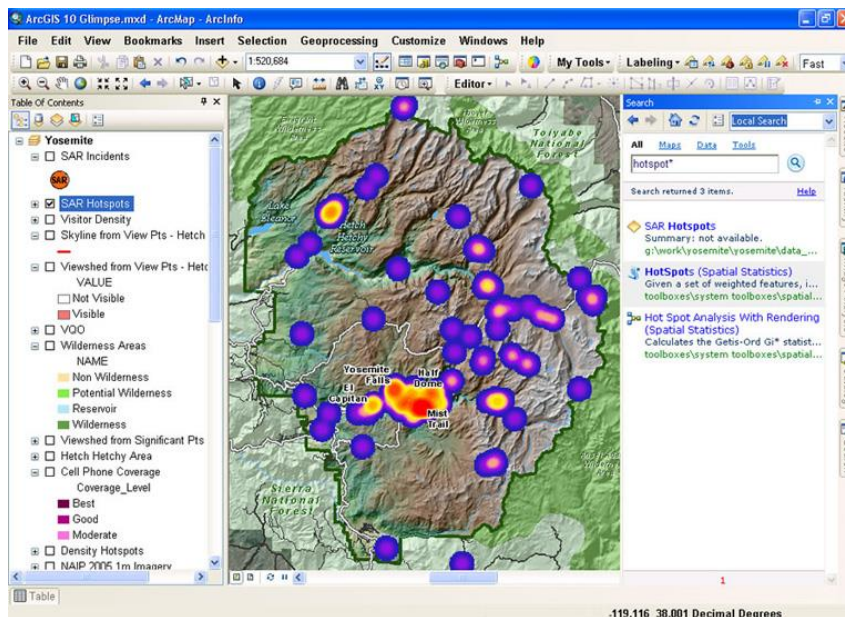 ArcGIS 10 Glimpse.mxd - ArcMap - ArcInfo
File Edit View Bookmarks Insert Selection Geoprocessing Customize Windows Help
1:520,684
My Tools
Labeling
Fast
Editor
Table Of Contents
Yosemite
SAR Incidents
SAR
SAR Hotspots
Visitor Density
Skyline from View Pts - Hetch
Viewshed from View Pts - Hetc
VALUE
Not Visible
Visible
VQO
Wilderness Areas
NAME
Non Wilderness
Potential Wilderness
Reservoir
Wilderness
Viewshed from Significant Pts
Hetch Hetchy Area
Cell Phone Coverage
Coverage_Level
Best
Good
Moderate
Density Hotspots
NAIP 2005 1m Imagery
Table
Toiyabe
National
Forest
Lake
Eleanor
Hetch
Hetchy
Reservoir
Yosemite
Falls
Half
Dome
El
Capitan
Mist
Trail
Sierra
National
Forest
Search
Local Search
All Maps Data Tools
hotspot*
Search returned 3 items. Help
SAR Hotspots
Summary: not available.
g:\work\yosemite\yosemite\data_...
HotSpots (Spatial Statistics)
Given a set of weighted features, i...
toolboxes\system toolboxes\spatial...
Hot Spot Analysis With Rendering
(Spatial Statistics)
Calculates the Getis-Ord Gi* statist...
toolboxes\system toolboxes\spatial...
1
-119.116 38.001 Decimal Degrees